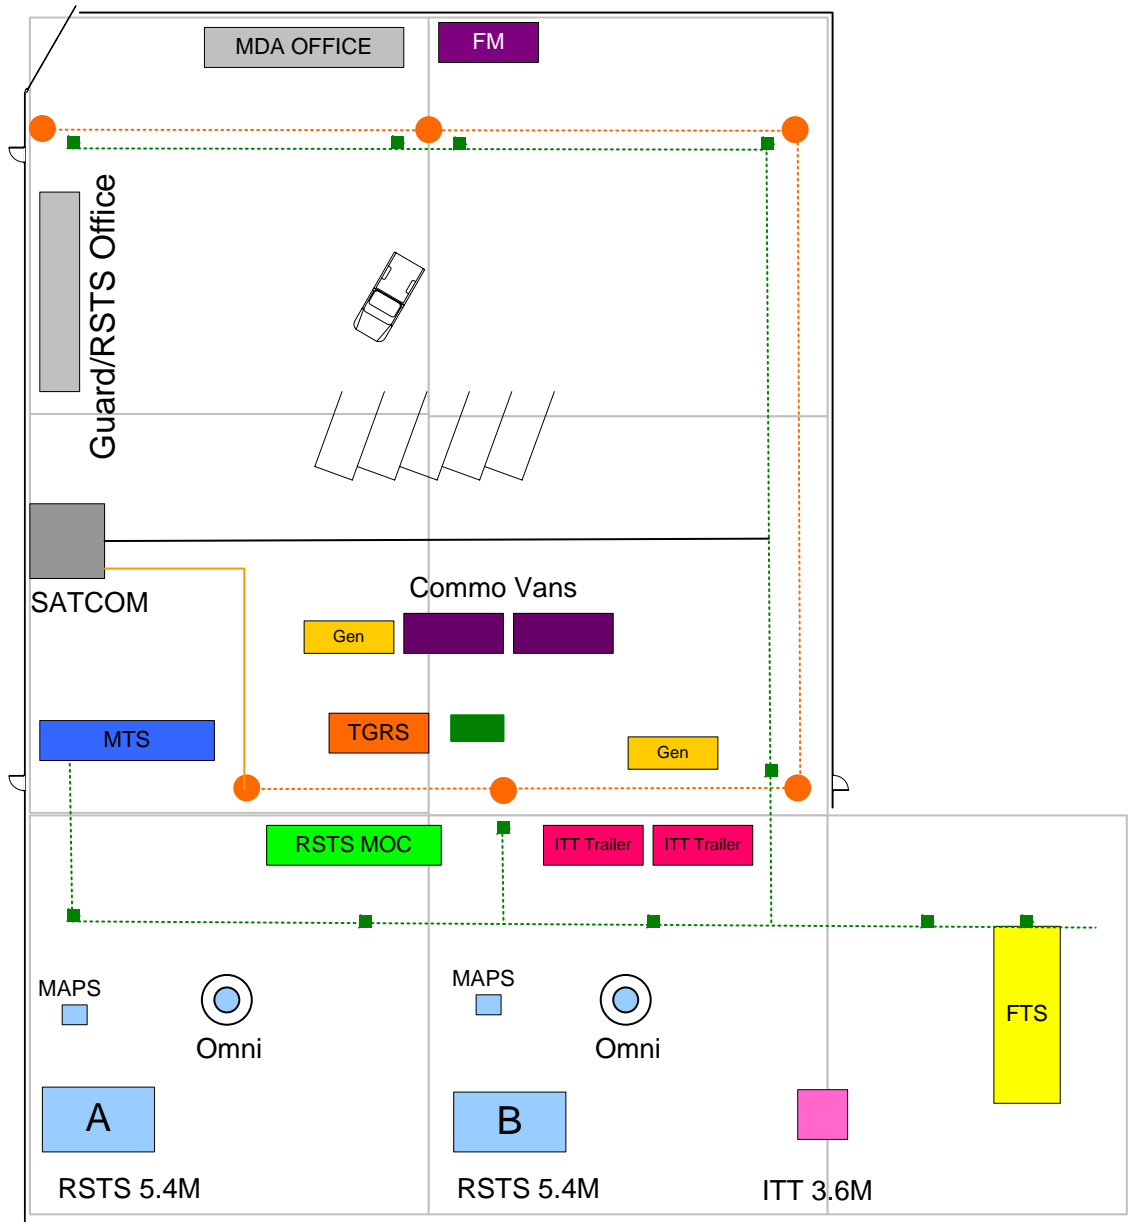 MDA OFFICE
FM
Guard/RSTS Office
SATCOM
Commo Vans
Gen
MTS
TGRS
Gen
RSTS MOC
ITT Trailer
ITT Trailer
MAPS
Omni
MAPS
Omni
FTS
A
B
RSTS 5.4M
RSTS 5.4M
ITT 3.6M